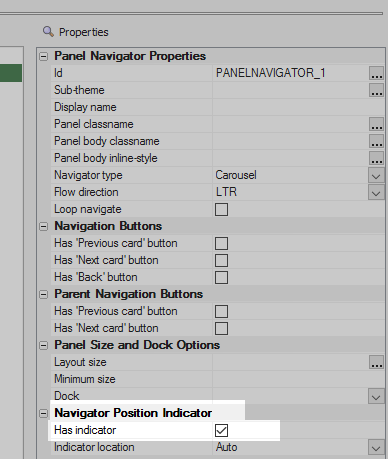 Properties
Panel Navigator Properties
Id PANELNAVIGATOR_1 ...
Sub-theme ...
Display name
Panel classname ...
Panel body classname ...
Panel body inline-style ...
Navigator type Carousel
Flow direction LTR
Loop navigate
Navigation Buttons
Has 'Previous card' button
Has 'Next card' button
Has 'Back' button
Parent Navigation Buttons
Has 'Previous card' button
Has 'Next card' button
Panel Size and Dock Options
Layout size ...
Minimum size
Dock
Navigator Position Indicator
Has indicator
Indicator location Auto